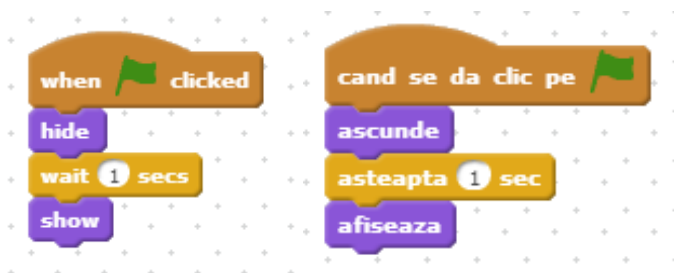 when clicked
hide
wait 1 secs
show
cand se da clic pe
ascunde
asteapta 1 sec
afiseaza